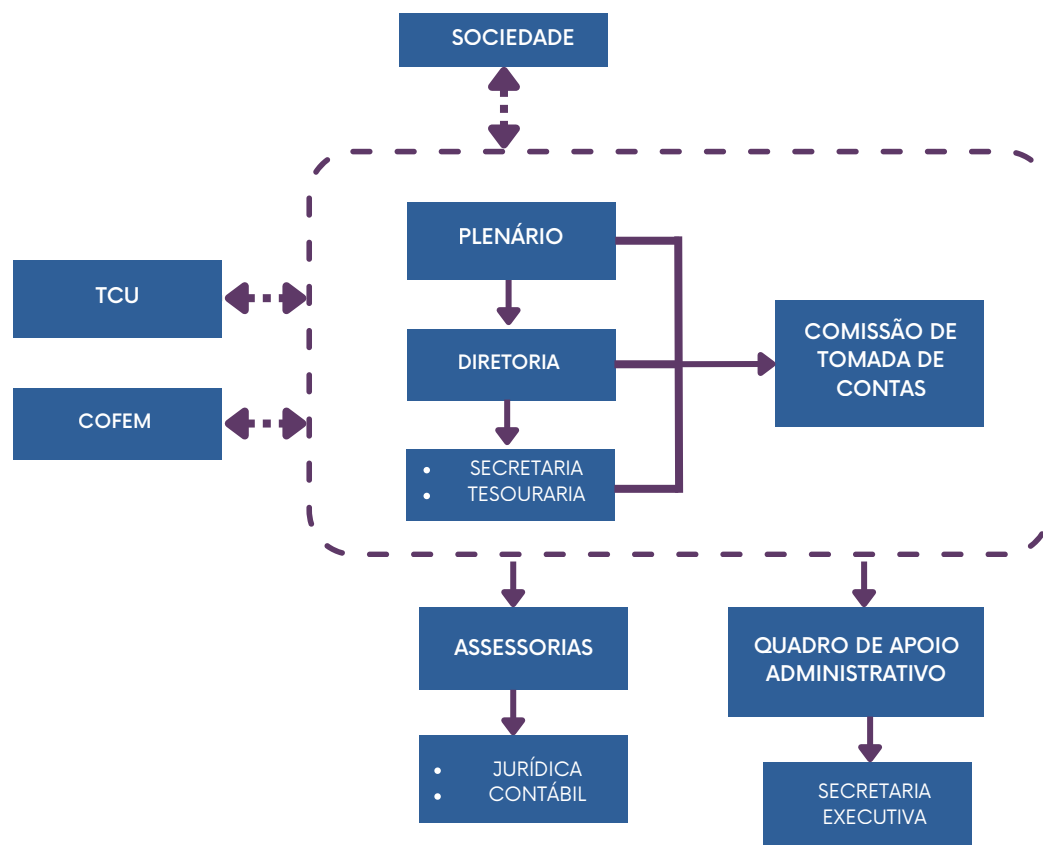 SOCIEDADE
PLENÁRIO
TCU
COMISSÃO DE
TOMADA DE
CONTAS
DIRETORIA
COFEM
• SECRETARIA
• TESOURARIA
ASSESSORIAS
QUADRO DE APOIO
ADMINISTRATIVO
• JURÍDICA
• CONTÁBIL
SECRETARIA
EXECUTIVA